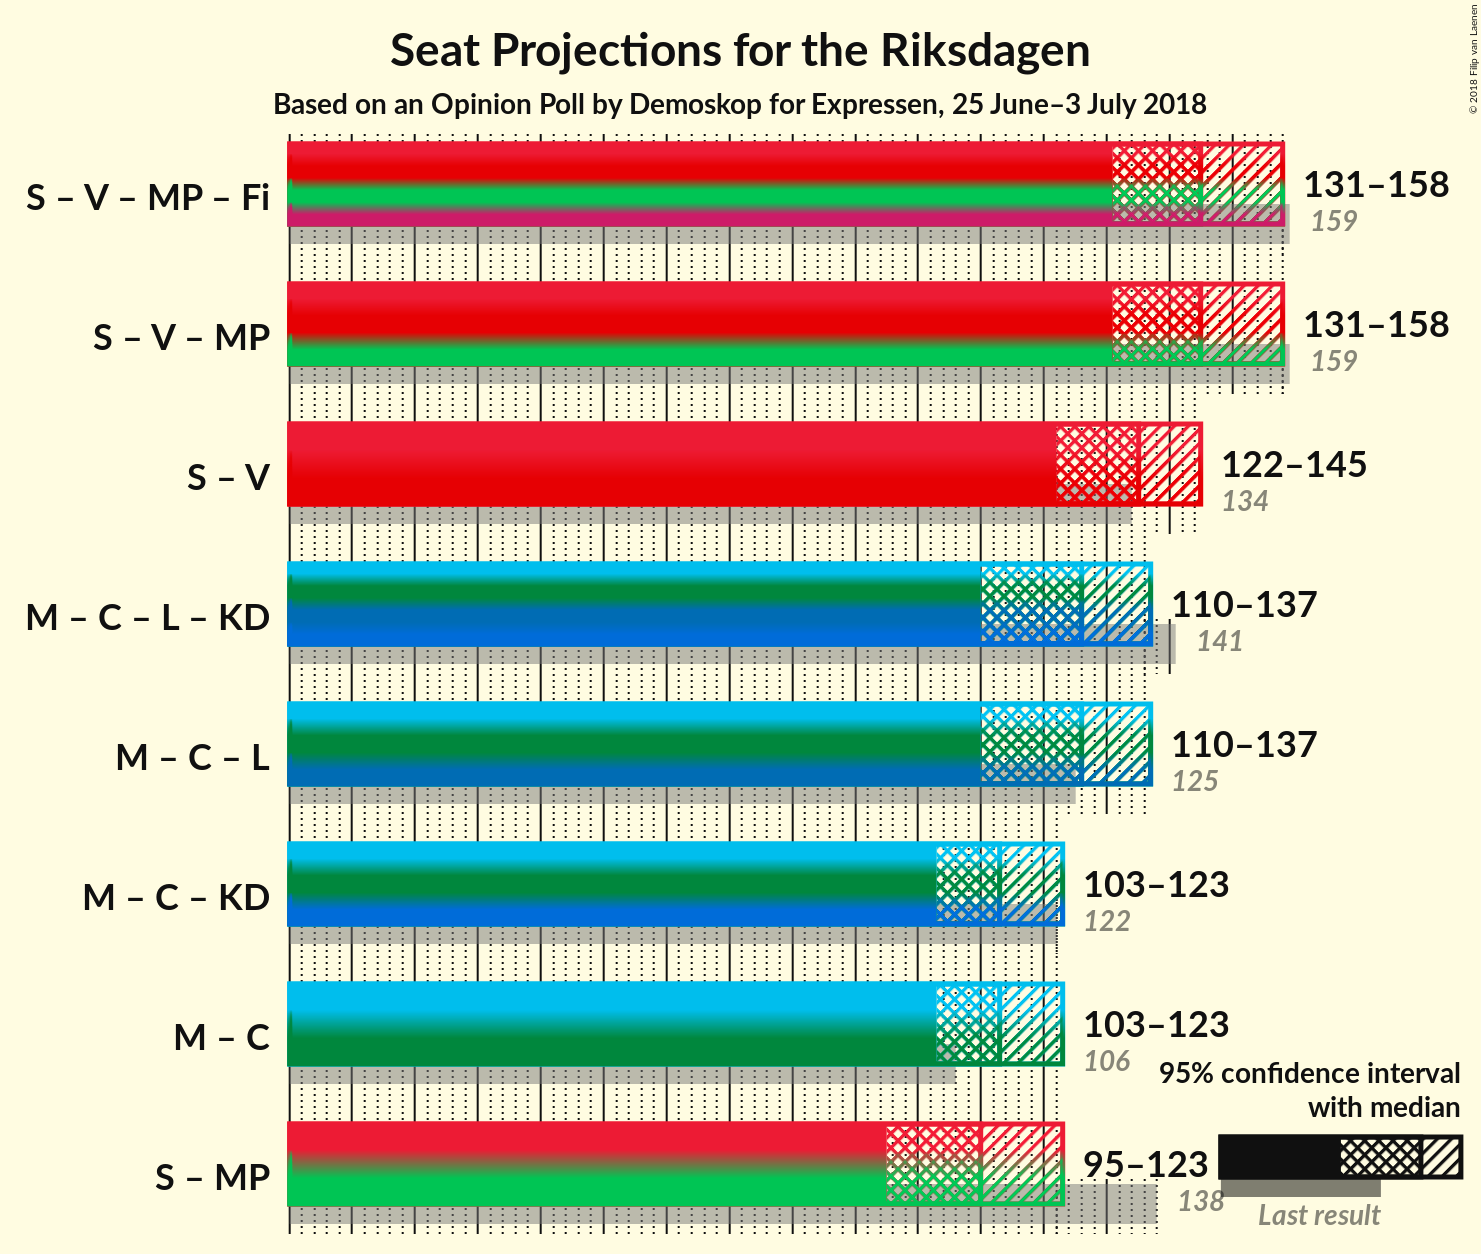 Seat Projections for the Riksdagen
Based on an Opinion Poll by Demoskop for Expressen, 25 June–3 July 2018
© 2018 Filip van Laenen
S – V – MP – Fi
131–158
159
S – V – MP
131–158
159
S – V
122–145
134
M – C – L – KD
110–137
141
M – C – L
110–137
125
M – C – KD
103–123
122
M – C
103–123
106
S – MP
95–123
138
95% confidence interval
with median
Last result